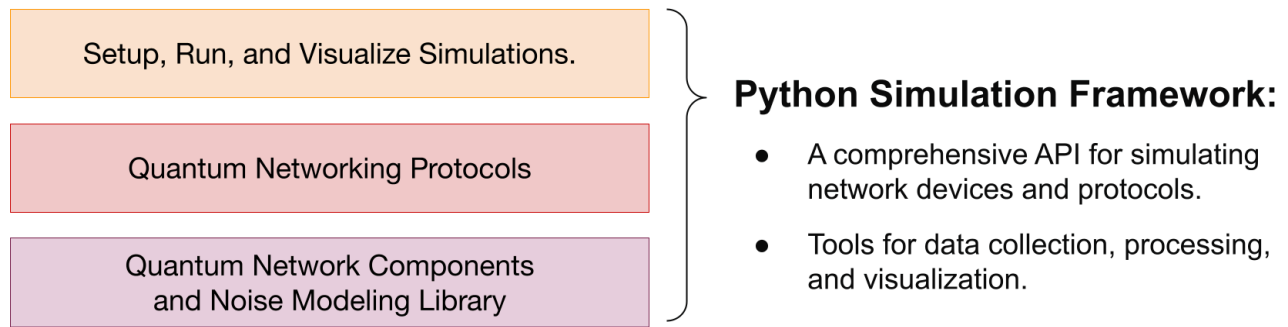 Setup, Run, and Visualize Simulations.
Quantum Networking Protocols
Quantum Network Components
and Noise Modeling Library
Python Simulation Framework:
● A comprehensive API for simulating
network devices and protocols.
● Tools for data collection, processing,
and visualization.